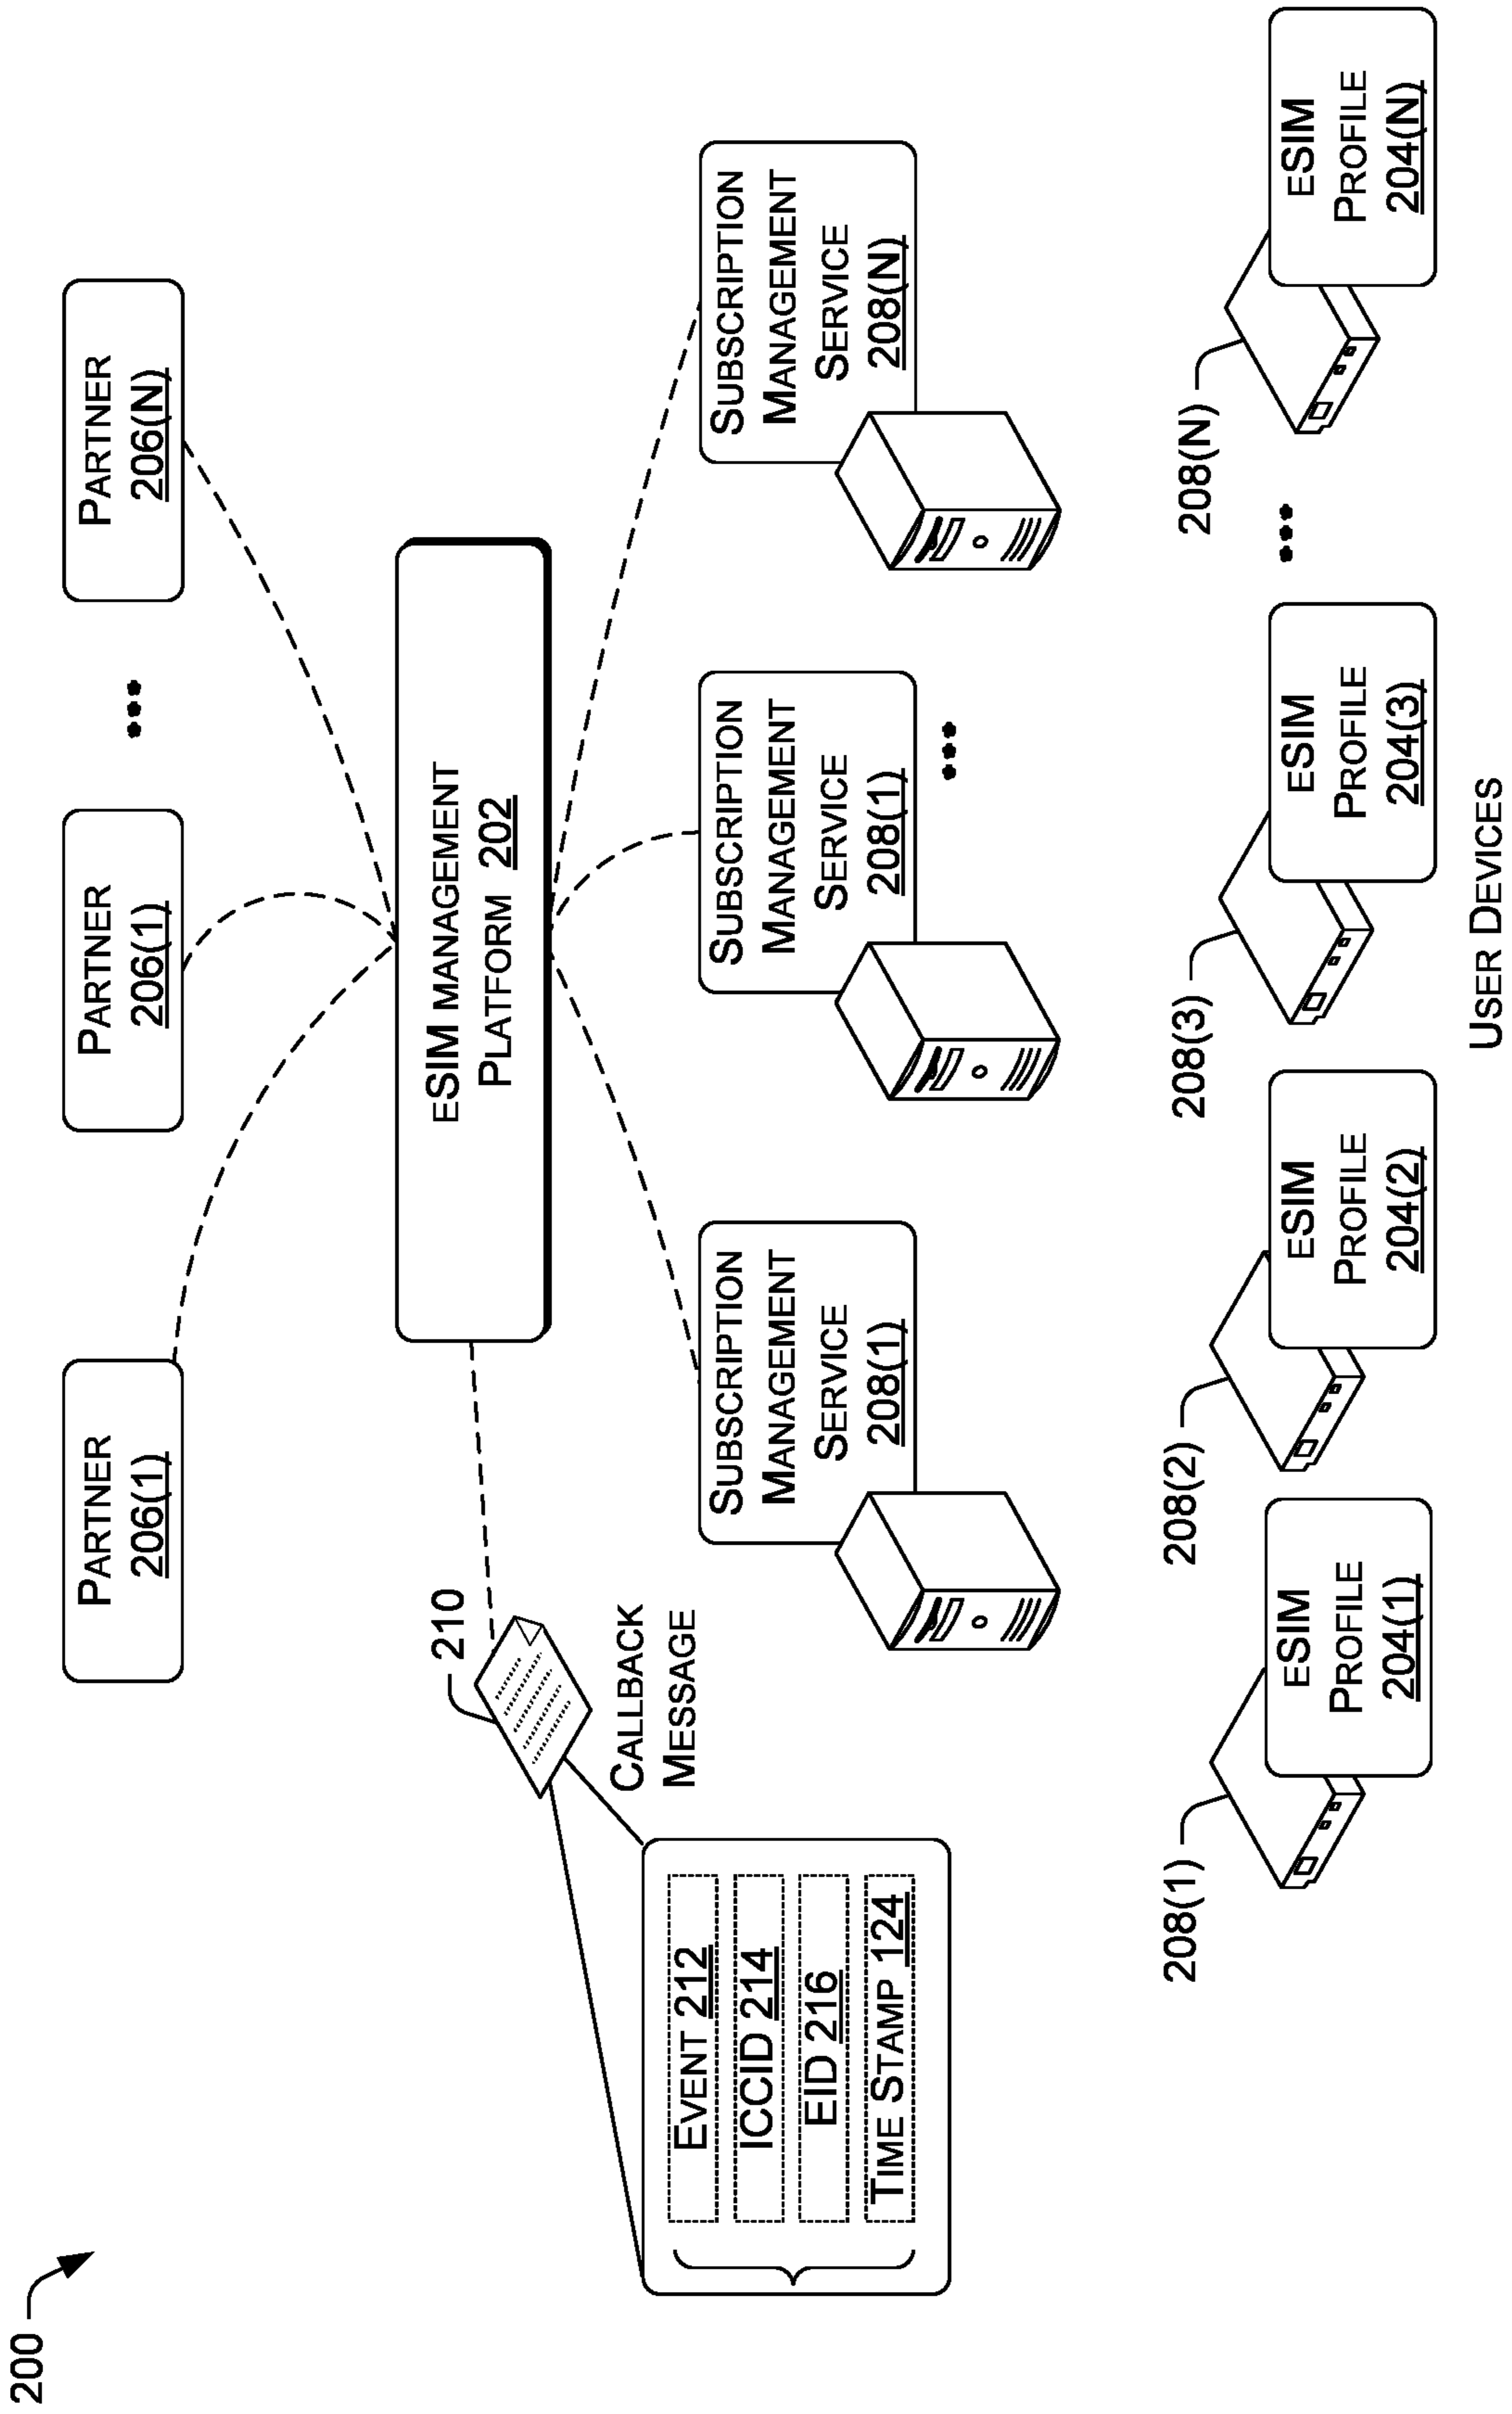 200
PARTNER
206(1)
PARTNER
206(1)
PARTNER
206(N)
ESIM MANAGEMENT
PLATFORM 202
210
CALLBACK
MESSAGE
EVENT 212
ICCID 214
EID 216
TIME STAMP 124
SUBSCRIPTION
MANAGEMENT
SERVICE
208(1)
SUBSCRIPTION
MANAGEMENT
SERVICE
208(1)
SUBSCRIPTION
MANAGEMENT
SERVICE
208(N)
208(1)
ESIM
PROFILE
204(1)
208(2)
ESIM
PROFILE
204(2)
208(3)
ESIM
PROFILE
204(3)
208(N)
ESIM
PROFILE
204(N)
USER DEVICES